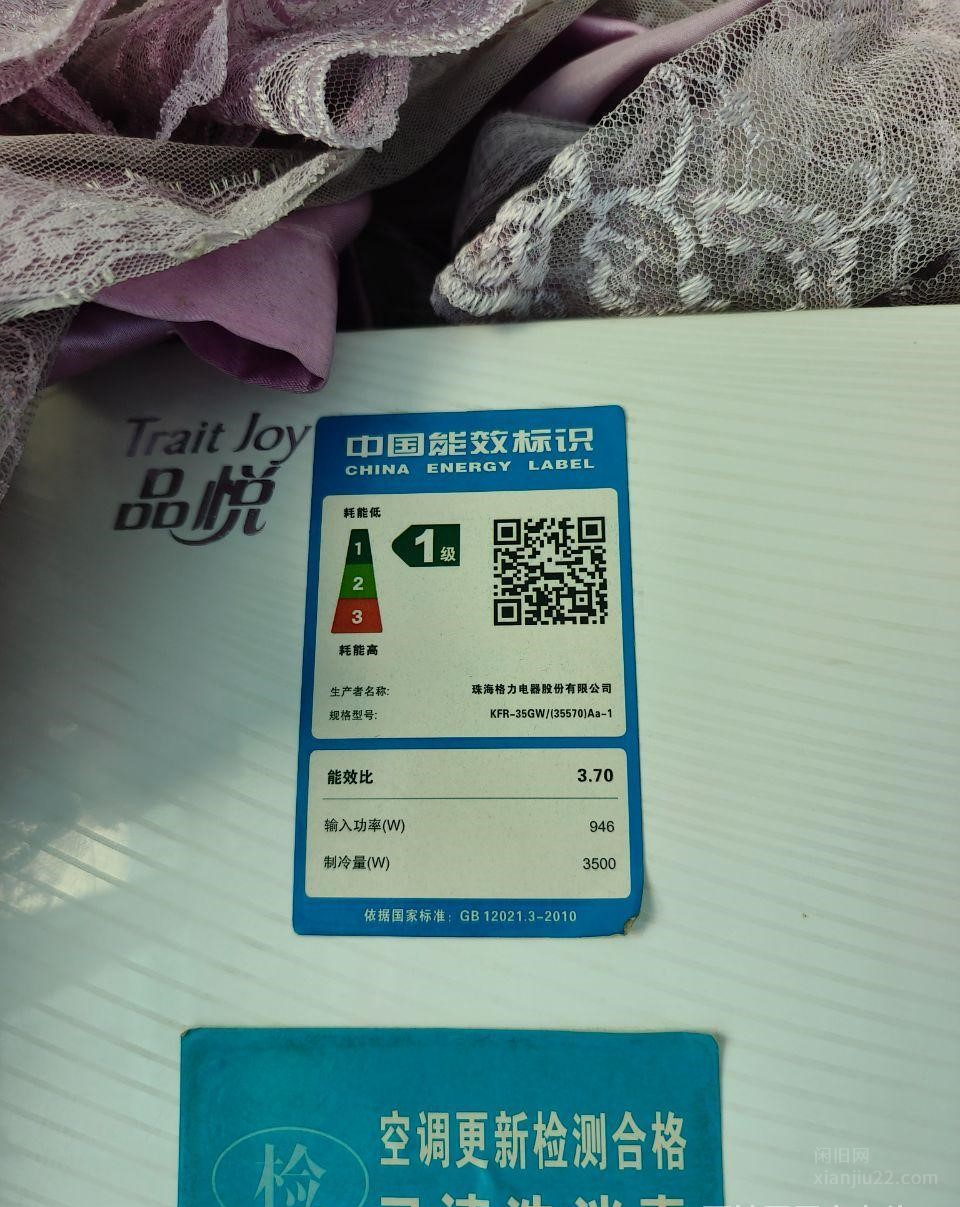 Trait Joy
品悦
中国能效标识
CHINA ENERGY LABEL
耗能低
1
2
3
耗能高
1级
生产者名称: 珠海格力电器股份有限公司
规格型号: KFR-35GW/(35570)Aa-1
能效比 3.70
输入功率(W) 946
制冷量(W) 3500
依据国家标准: GB 12021.3-2010
检
空调更新检测合格
闲旧网
xianjiu22.com